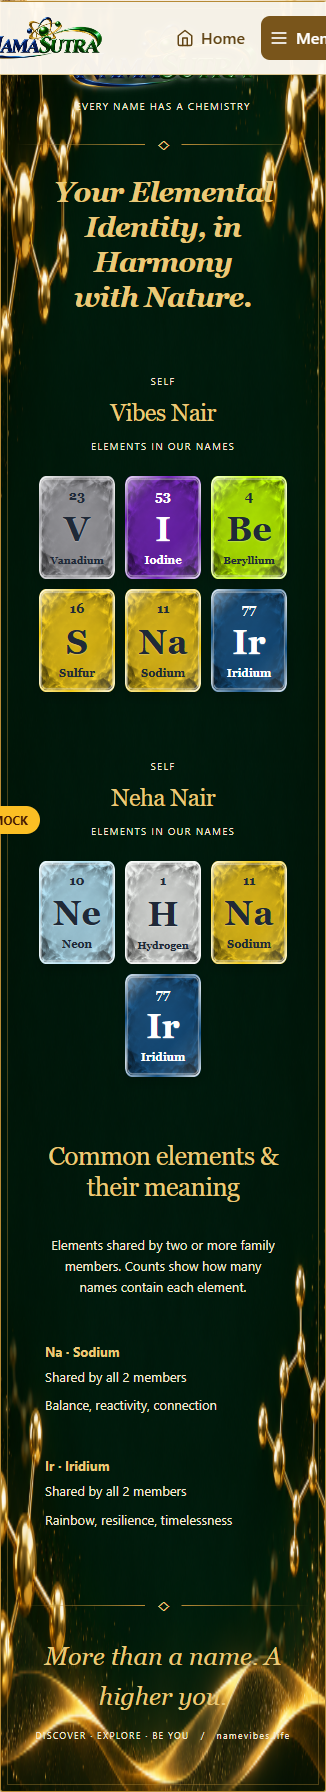 NAMASUTRA
Home
EVERY NAME HAS A CHEMISTRY
Your Elemental
Identity, in
Harmony
with Nature.
SELF
Vibes Nair
ELEMENTS IN OUR NAMES
23 53 4
V I Be
Vanadium Iodine Beryllium
16 11 77
S Na Ir
Sulfur Sodium Iridium
SELF
Neha Nair
MOCK
ELEMENTS IN OUR NAMES
10 1 11
Ne H Na
Neon Hydrogen Sodium
77
Ir
Iridium
Common elements &
their meaning
Elements shared by two or more family
members. Counts show how many
names contain each element.
Na · Sodium
Shared by all 2 members
Balance, reactivity, connection
Ir · Iridium
Shared by all 2 members
Rainbow, resilience, timelessness
More than a name. A
higher you.
DISCOVER · EXPLORE · BE YOU / namevibes.life